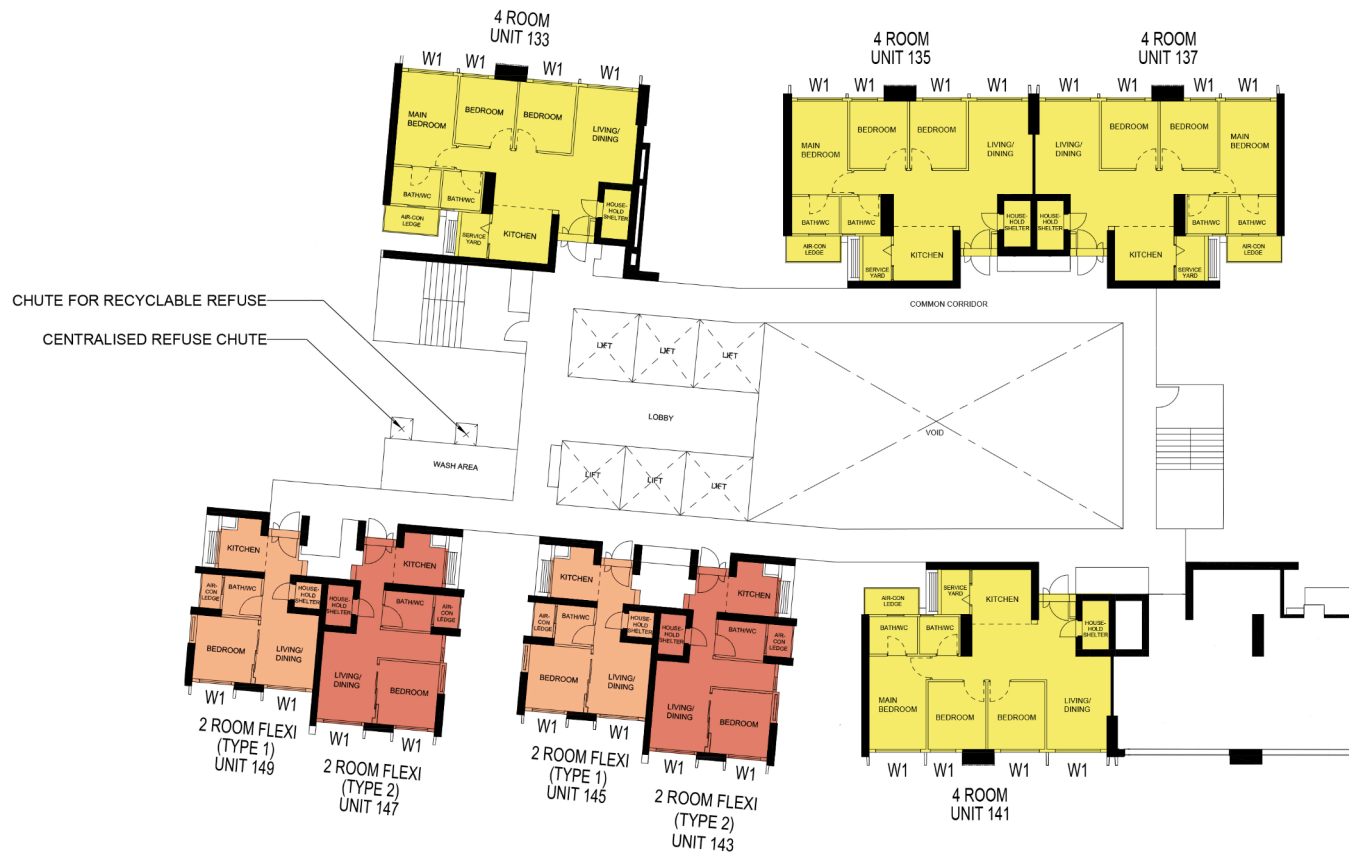 4 ROOM
UNIT 133
W1
W1
W1
W1
MAIN
BEDROOM
BEDROOM
BEDROOM
LIVING/
DINING
BATH/WC
BATH/WC
AIR-CON
LEDGE
SERVICE
YARD
KITCHEN
HOUSE-
HOLD
SHELTER
4 ROOM
UNIT 135
W1
W1
W1
W1
MAIN
BEDROOM
BEDROOM
BEDROOM
LIVING/
DINING
BATH/WC
BATH/WC
AIR-CON
LEDGE
SERVICE
YARD
KITCHEN
HOUSE-
HOLD
SHELTER
4 ROOM
UNIT 137
W1
W1
W1
W1
LIVING/
DINING
BEDROOM
BEDROOM
MAIN
BEDROOM
HOUSE-
HOLD
SHELTER
BATH/WC
BATH/WC
KITCHEN
SERVICE
YARD
AIR-CON
LEDGE
CHUTE FOR RECYCLABLE REFUSE
CENTRALISED REFUSE CHUTE
COMMON CORRIDOR
LIFT
LIFT
LIFT
LOBBY
VOID
WASH AREA
LIFT
LIFT
LIFT
KITCHEN
AIR-
CON
LEDGE
BATH/WC
HOUSE-
HOLD
SHELTER
BEDROOM
LIVING/
DINING
W1
W1
2 ROOM FLEXI
(TYPE 1)
UNIT 149
KITCHEN
HOUSE-
HOLD
SHELTER
BATH/WC
AIR-
CON
LEDGE
LIVING/
DINING
BEDROOM
W1
W1
2 ROOM FLEXI
(TYPE 2)
UNIT 147
KITCHEN
AIR-
CON
LEDGE
BATH/WC
HOUSE-
HOLD
SHELTER
BEDROOM
LIVING/
DINING
W1
W1
2 ROOM FLEXI
(TYPE 1)
UNIT 145
KITCHEN
HOUSE-
HOLD
SHELTER
BATH/WC
AIR-
CON
LEDGE
LIVING/
DINING
BEDROOM
W1
W1
2 ROOM FLEXI
(TYPE 2)
UNIT 143
AIR-CON
LEDGE
SERVICE
YARD
KITCHEN
BATH/WC
BATH/WC
HOUSE-
HOLD
SHELTER
MAIN
BEDROOM
BEDROOM
BEDROOM
LIVING/
DINING
W1
W1
W1
W1
4 ROOM
UNIT 141